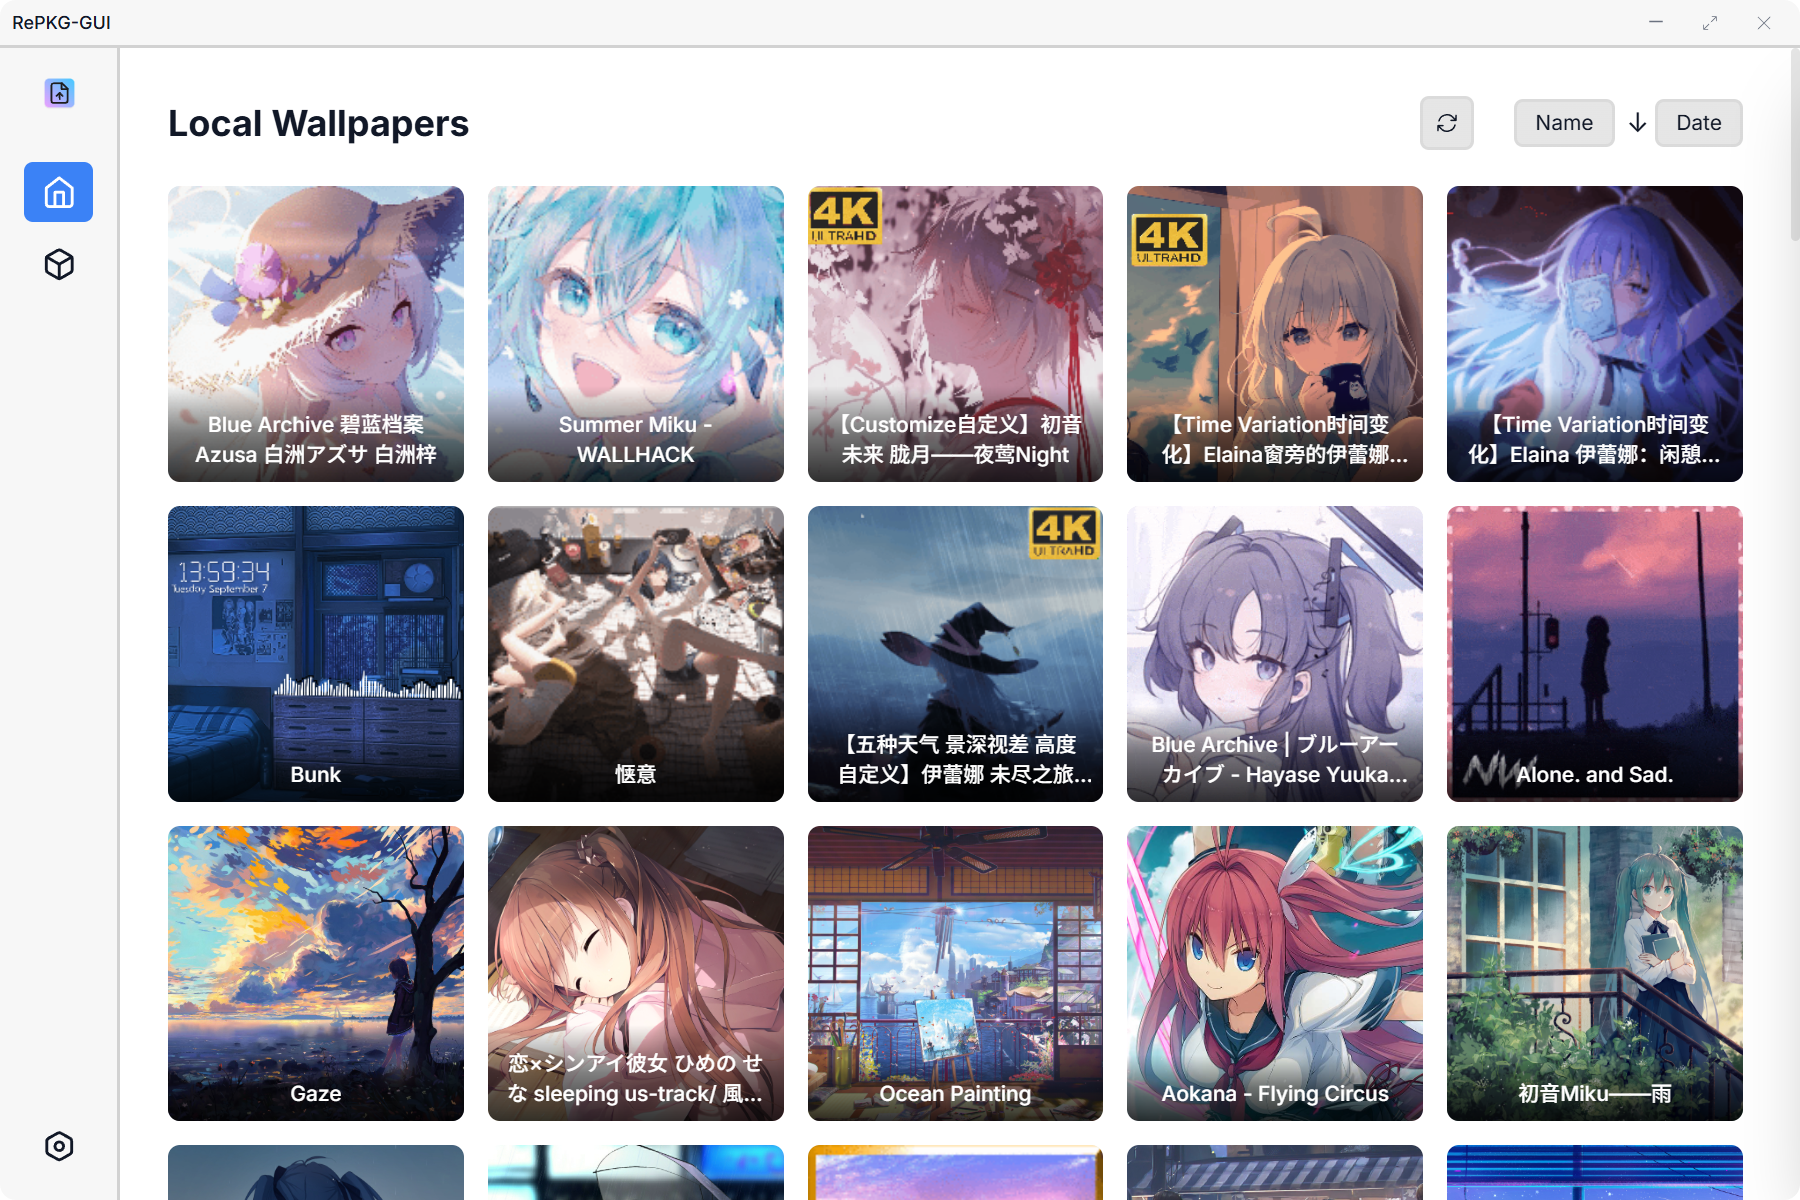 RePKG-GUI
Local Wallpapers
Name
Date
4K
ULTRAHD
4K
ULTRAHD
Blue Archive 碧蓝档案
Azusa 白洲アズサ 白洲梓
Summer Miku -
WALLHACK
【Customize自定义】初音
未来 胧月——夜莺Night
【Time Variation时间变
化】Elaina窗旁的伊蕾娜...
【Time Variation时间变
化】Elaina 伊蕾娜：闲憩...
13:59:34
Tuesday September 7
4K
ULTRAHD
Bunk
惬意
【五种天气 景深视差 高度
自定义】伊蕾娜 未尽之旅...
Blue Archive | ブルーアー
カイブ - Hayase Yuuka...
Alone. and Sad.
Gaze
恋×シンアイ彼女 ひめの せ
な sleeping us-track/ 風...
Ocean Painting
Aokana - Flying Circus
初音Miku——雨